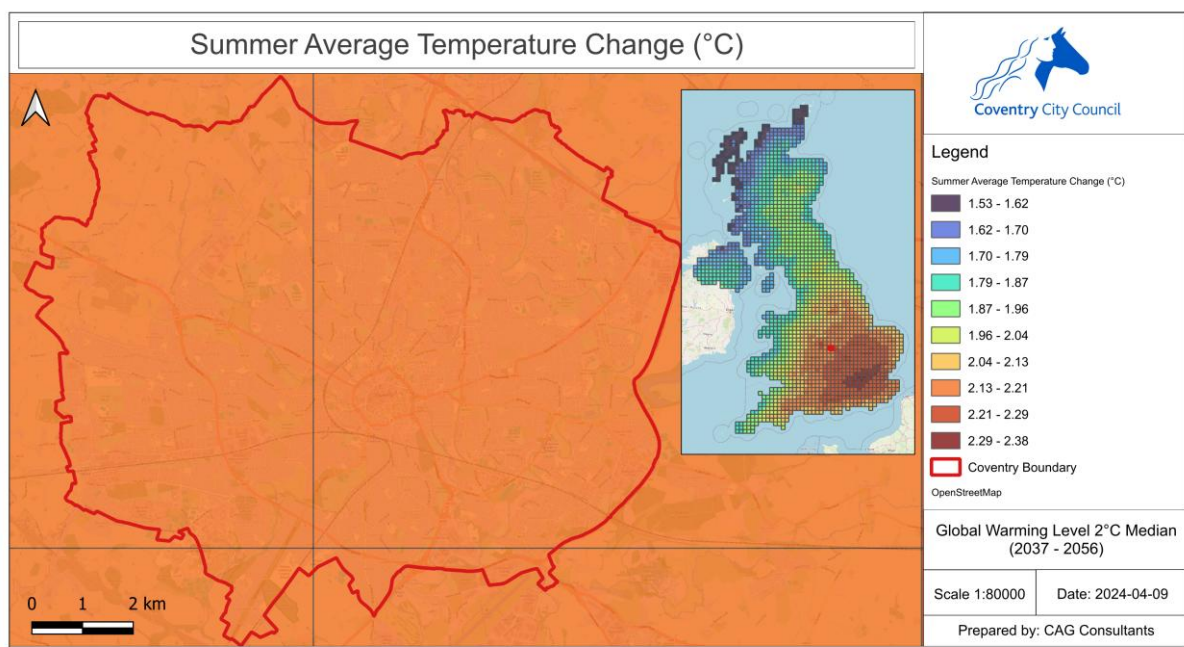 Summer Average Temperature Change (°C)
Coventry City Council
Legend
Summer Average Temperature Change (°C)
1.53 - 1.62
1.62 - 1.70
1.70 - 1.79
1.79 - 1.87
1.87 - 1.96
1.96 - 2.04
2.04 - 2.13
2.13 - 2.21
2.21 - 2.29
2.29 - 2.38
Coventry Boundary
OpenStreetMap
Global Warming Level 2°C Median
(2037 - 2056)
Scale 1:80000
Date: 2024-04-09
Prepared by: CAG Consultants
0 1 2 km